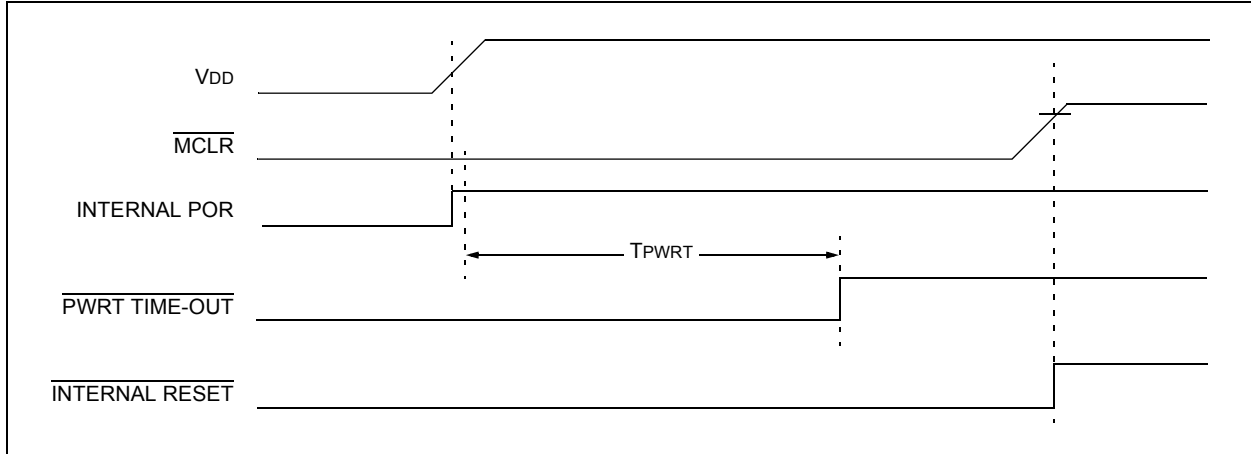 VDD
MCLR
INTERNAL POR
TPWRT
PWRT TIME-OUT
INTERNAL RESET